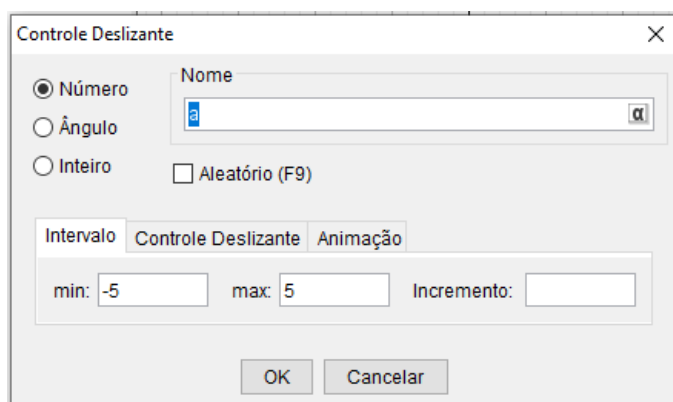 Controle Deslizante
Número
Nome
a
α
Ângulo
Inteiro
Aleatório (F9)
Intervalo Controle Deslizante Animação
min: -5 max: 5 Incremento:
OK Cancelar